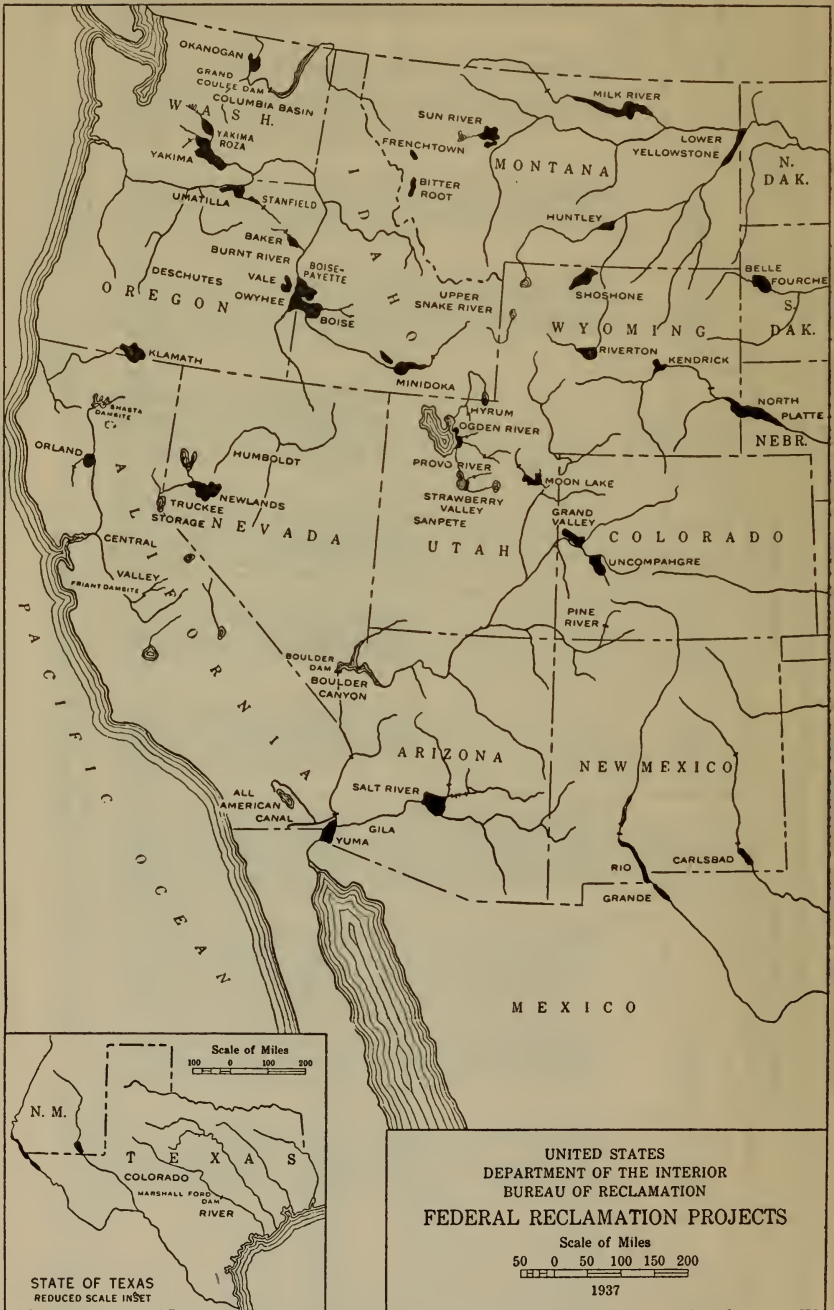 OKANOGAN
GRAND
COULEE DAM
COLUMBIA BASIN
WASH.
YAKIMA
ROZA
YAKIMA
UMATILLA
STANFIELD
BAKER
BURNT RIVER
DESCHUTES
VALE
BOISE-
PAYETTE
OREGON
OWYHEE
BOISE
IDAHO
UPPER
SNAKE RIVER
MINIDOKA
KLAMATH
MILK RIVER
SUN RIVER
FRENCHTOWN
MONTANA
LOWER
YELLOWSTONE
BITTER
ROOT
HUNTLEY
N.
DAK.
BELLE
FOURCHE
S.
DAK.
SHOSHONE
WYOMING
RIVERTON
KENDRICK
NORTH
PLATTE
NEBR.
SHASTA
DAMSITE
ORLAND
CALIFORNIA
HUMBOLDT
NEWLANDS
TRUCKEE
STORAGE
NEVADA
CENTRAL
VALLEY
FRIANT DAMSITE
HYRUM
OGDEN RIVER
PROVO RIVER
MOON LAKE
STRAWBERRY
VALLEY
SANPETE
UTAH
GRAND
VALLEY
COLORADO
UNCOMPAHGRE
PINE
RIVER
BOULDER
DAM
BOULDER
CANYON
ARIZONA
NEW MEXICO
SALT RIVER
ALL
AMERICAN
CANAL
GILA
YUMA
RIO
GRANDE
CARLSBAD
PACIFIC OCEAN
MEXICO
Scale of Miles
100 0 100 200
N. M.
TEXAS
COLORADO
MARSHALL FORD
DAM
RIVER
STATE OF TEXAS
REDUCED SCALE INSET
UNITED STATES
DEPARTMENT OF THE INTERIOR
BUREAU OF RECLAMATION
FEDERAL RECLAMATION PROJECTS
Scale of Miles
50 0 50 100 150 200
1937